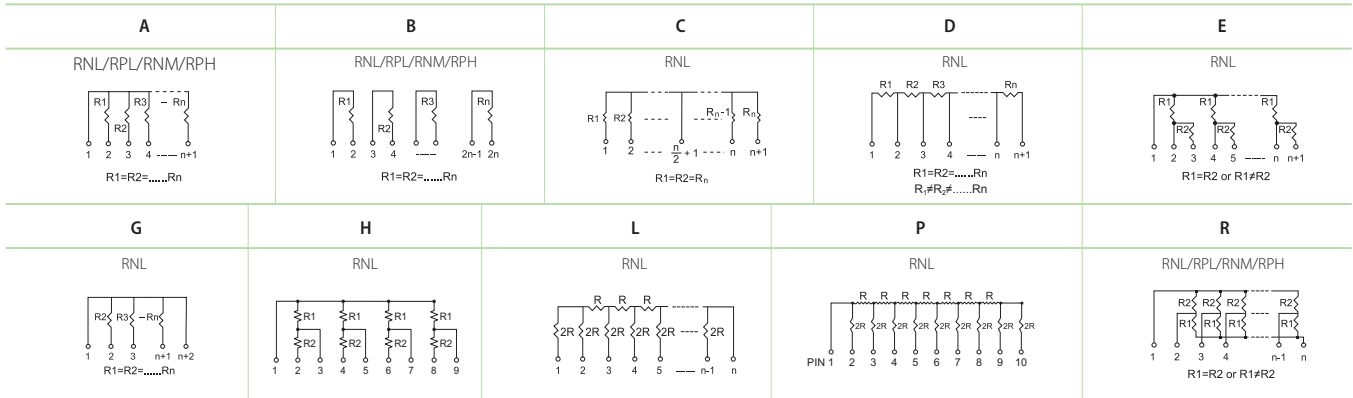 A
B
C
D
E
RNL/RPL/RNM/RPH
RNL/RPL/RNM/RPH
RNL
RNL
RNL
R1 R3 – Rn
R2
1 2 3 4 ---- n+1
R1=R2=......Rn
R1 R3 Rn
R2
1 2 3 4 ---- 2n-1 2n
R1=R2=......Rn
R1 R2 ---- ---- Rn-1 Rn
1 2 ---- n/2 + 1 ---- n n+1
R1=R2=Rn
R1 R2 R3 ------ Rn
----
1 2 3 4 ---- n n+1
R1=R2=......Rn
R1≠R2≠......Rn
R1 R1 R1
R2 R2 R2
1 2 3 4 5 ---- n n+1
R1=R2 or R1≠R2
G
H
L
P
R
RNL
RNL
RNL
RNL
RNL/RPL/RNM/RPH
R2 R3 –Rn
1 2 3 n+1 n+2
R1=R2=......Rn
R1 R1 R1 R1
R2 R2 R2 R2
1 2 3 4 5 6 7 8 9
R R R
2R 2R 2R 2R 2R ---- 2R
1 2 3 4 5 ---- n-1 n
R R R R R R R
2R 2R 2R 2R 2R 2R 2R 2R 2R
PIN 1 2 3 4 5 6 7 8 9 10
R2 R2 R2 R2
R1 R1 R1 ---- R1
1 2 3 4 n-1 n
R1=R2 or R1≠R2